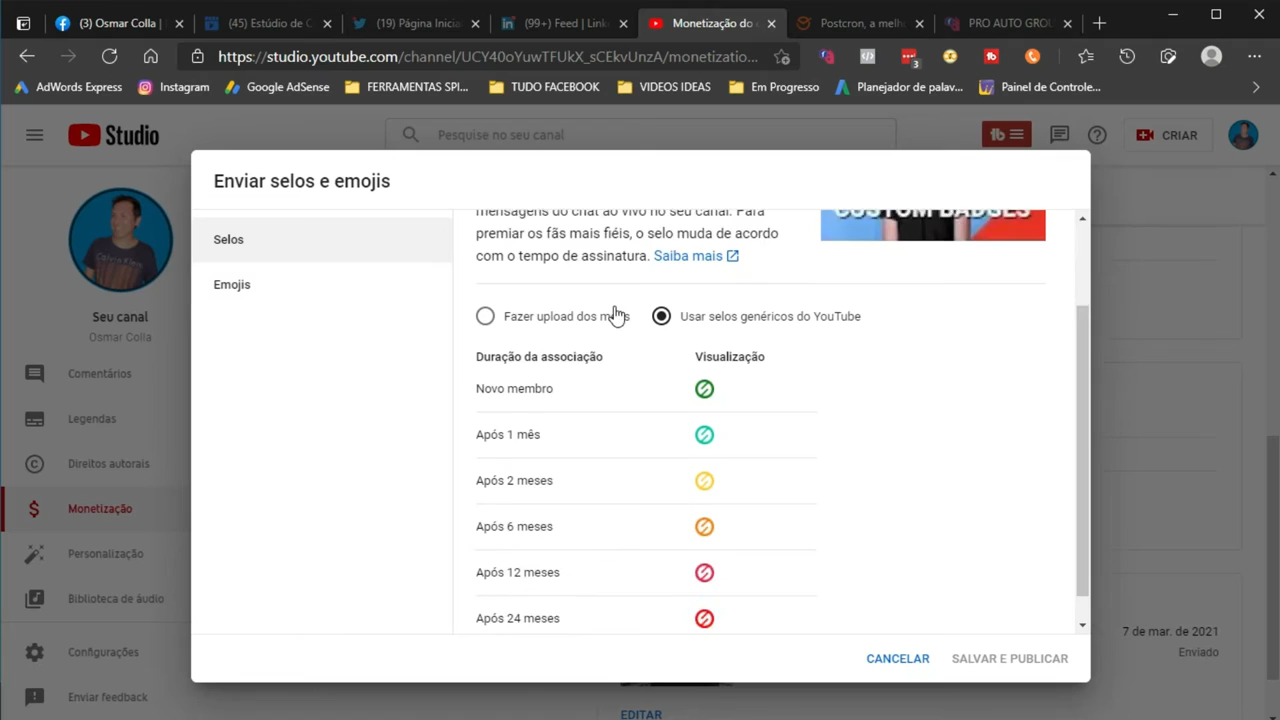 (1) Osmar Colla
(45) Estúdio de C
(19) Página Inicia
(99+) Feed | Link
Monetização do c
Postcron, a melh
PRO AUTO GROU
https://studio.youtube.com/channel/UCY40oYuwTFUkX_sCEkvUnzA/monetizatio...
3
AdWords Express
Instagram
Google AdSense
FERRAMENTAS SPI...
TUDO FACEBOOK
VIDEOS IDEAS
Em Progresso
Planejador de palav...
Painel de Controle...
Studio
Pesquise no seu canal
tb
CRIAR
Seu canal
Osmar Colla
Comentários
Legendas
Direitos autorais
Monetização
Personalização
Biblioteca de áudio
Configurações
Enviar feedback
Enviar selos e emojis
Selos
Emojis
mensagens do chat ao vivo no seu canal. Para
premiar os fãs mais fiéis, o selo muda de acordo
com o tempo de assinatura. Saiba mais
CUSTOM BADGES
Fazer upload dos meus
Usar selos genéricos do YouTube
Duração da associação
Visualização
Novo membro
Após 1 mês
Após 2 meses
Após 6 meses
Após 12 meses
Após 24 meses
CANCELAR
SALVAR E PUBLICAR
7 de mar. de 2021
Enviado
EDITAR